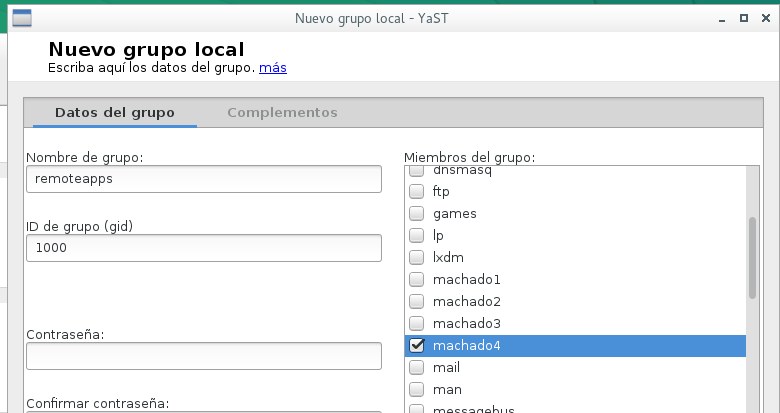 Nuevo grupo local - YaST
Nuevo grupo local
Escriba aquí los datos del grupo. más
Datos del grupo
Complementos
Nombre de grupo:
remoteapps
ID de grupo (gid)
1000
Contraseña:
Confirmar contraseña:
Miembros del grupo:
dnsmasq
ftp
games
lp
lxdm
machado1
machado2
machado3
machado4
mail
man
messagebus